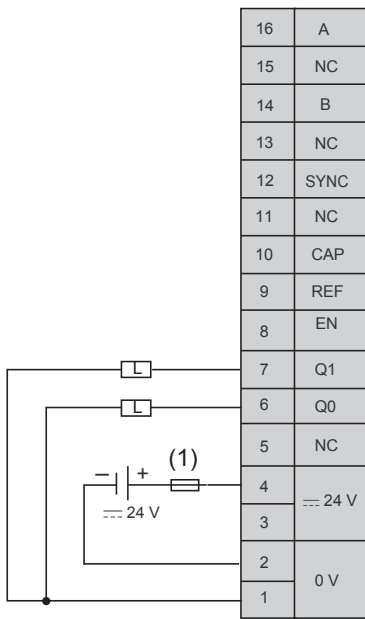 16 A
15 NC
14 B
13 NC
12 SYNC
11 NC
10 CAP
9 REF
8 EN
L 7 Q1
L 6 Q0
5 NC
(1)
− + 4
⎓ 24 V ⎓ 24 V
3
2
0 V
1